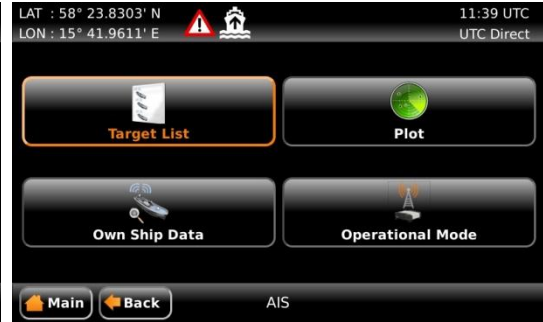 LAT : 58° 23.8303' N
11:39 UTC
LON : 15° 41.9611' E
UTC Direct
Target List
Plot
Own Ship Data
Operational Mode
Main
Back
AIS